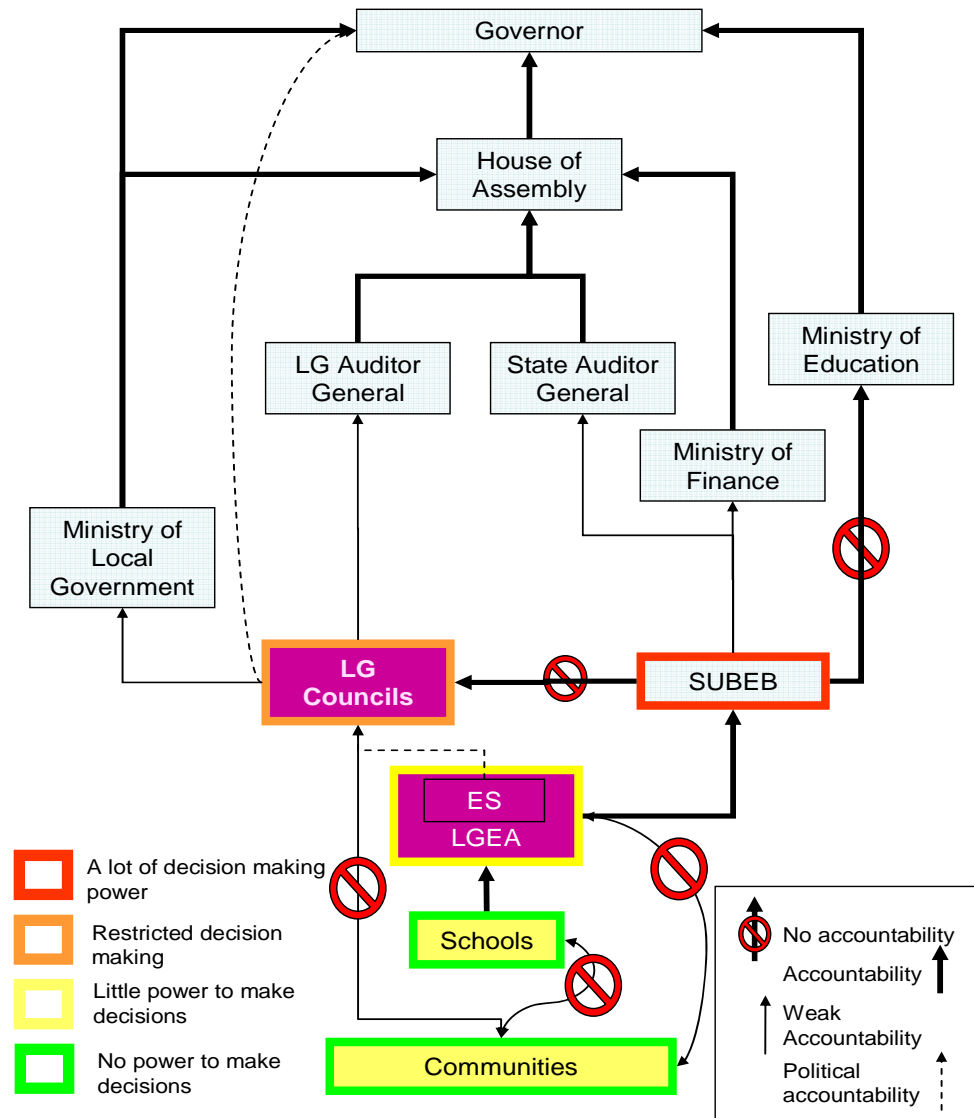 Governor
House of
Assembly
LG Auditor
General
State Auditor
General
Ministry of
Education
Ministry of
Finance
Ministry of
Local
Government
LG
Councils
SUBEB
ES
LGEA
Schools
Communities
A lot of decision making
power
Restricted decision
making
Little power to make
decisions
No power to make
decisions
No accountability
Accountability
Weak
Accountability
Political
accountability